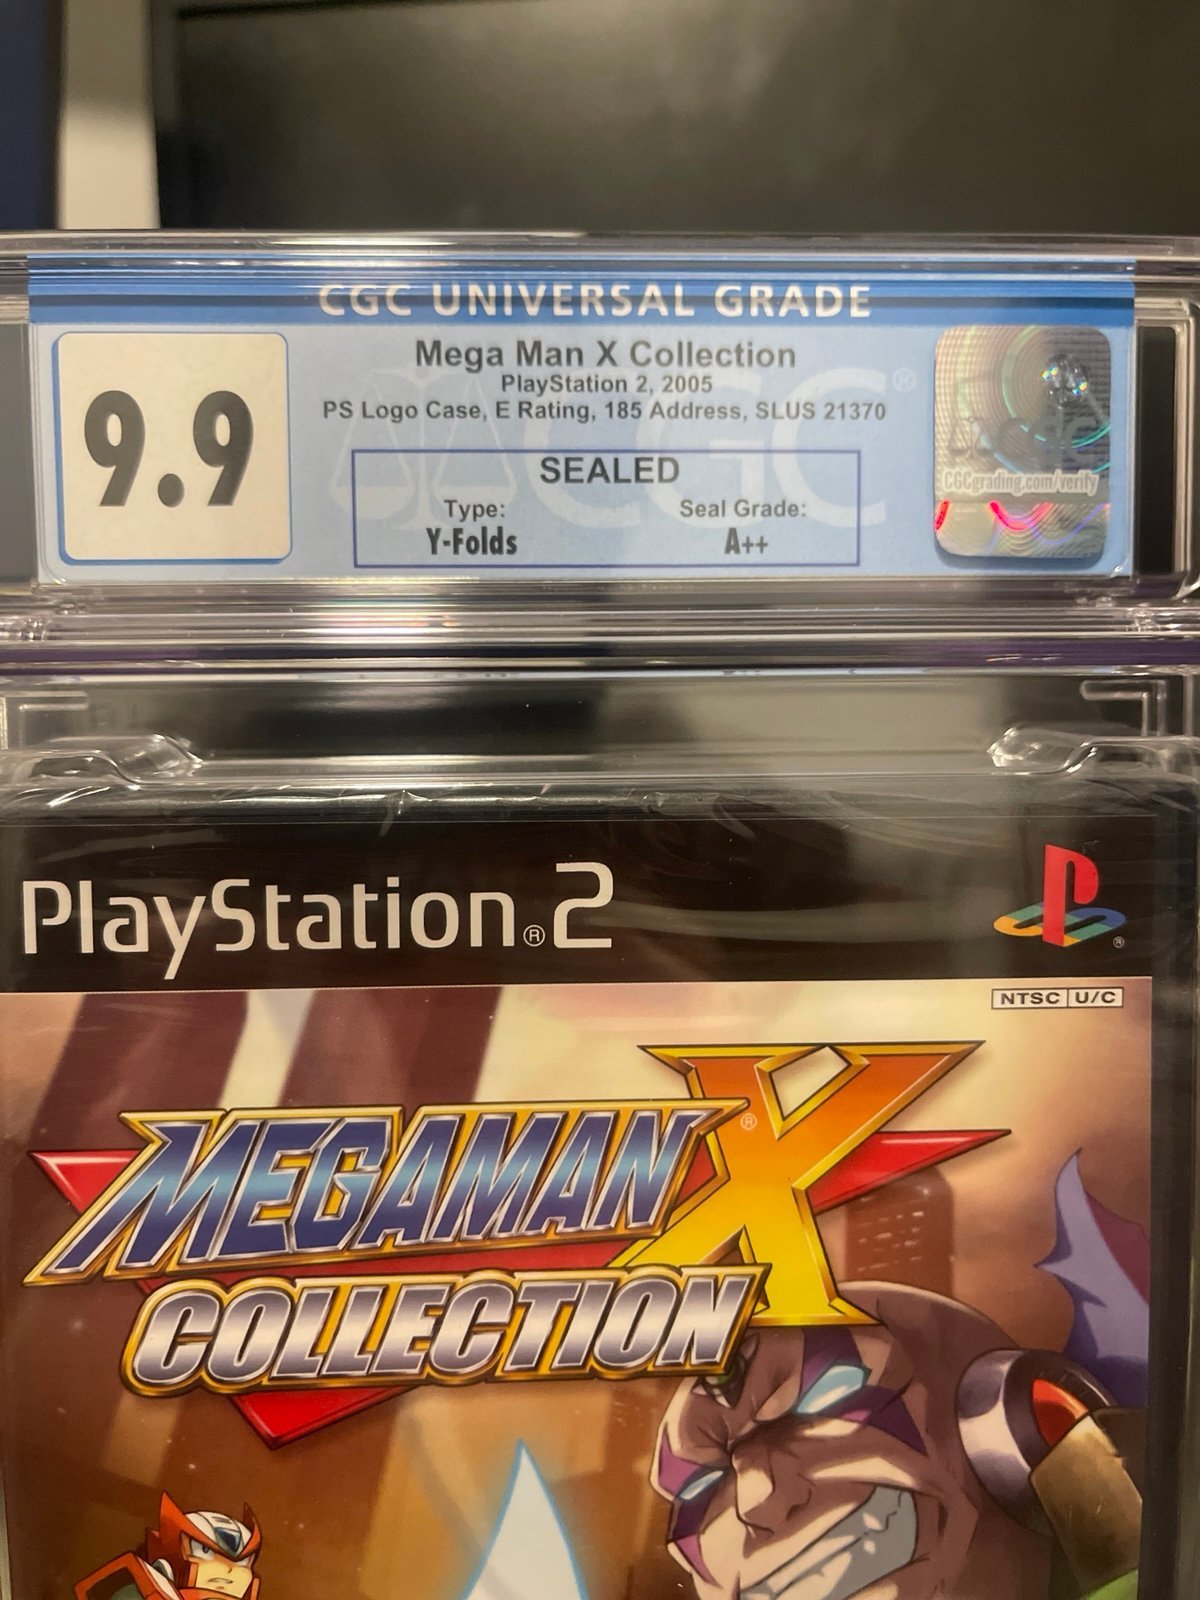 CGC UNIVERSAL GRADE
9.9
Mega Man X Collection
PlayStation 2, 2005
PS Logo Case, E Rating, 185 Address, SLUS 21370
SEALED
Type: Seal Grade:
Y-Folds A++
CGC®
CGCgrading.com/verify
PlayStation®2
NTSC U/C
MEGAMAN X®
COLLECTION